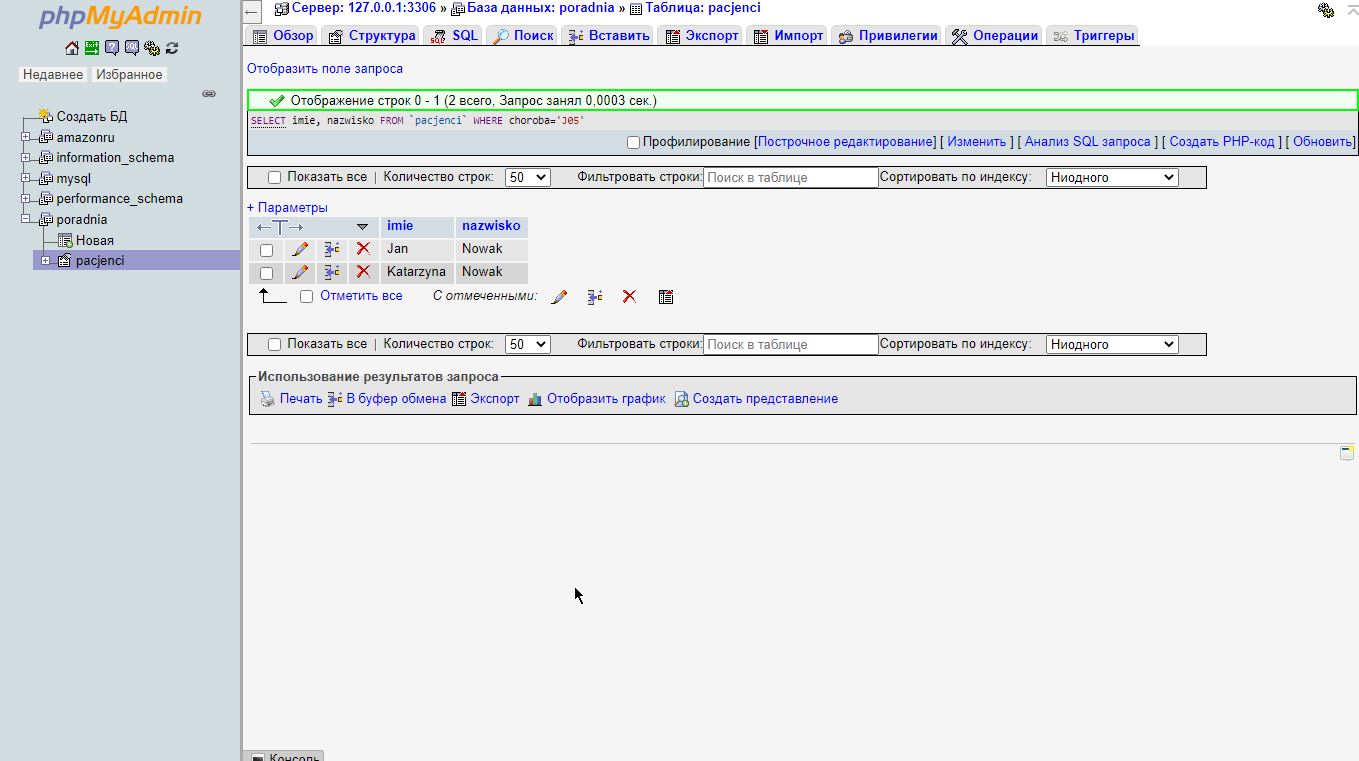 phpMyAdmin
Недавнее Избранное
Создать БД
amazonru
information_schema
mysql
performance_schema
poradnia
Новая
pacjenci
Сервер: 127.0.0.1:3306 » База данных: poradnia » Таблица: pacjenci
Обзор Структура SQL Поиск Вставить Экспорт Импорт Привилегии Операции Триггеры
Отобразить поле запроса
Отображение строк 0 - 1 (2 всего, Запрос занял 0,0003 сек.)
SELECT imie, nazwisko FROM `pacjenci` WHERE choroba='J05'
Профилирование [Построчное редактирование] [ Изменить ] [ Анализ SQL запроса ] [ Создать PHP-код ] [ Обновить]
Показать все | Количество строк: 50 Фильтровать строки: Поиск в таблице Сортировать по индексу: Ниодного
+ Параметры
←T→ imie nazwisko
Jan Nowak
Katarzyna Nowak
Отметить все С отмеченными:
Показать все | Количество строк: 50 Фильтровать строки: Поиск в таблице Сортировать по индексу: Ниодного
Использование результатов запроса
Печать В буфер обмена Экспорт Отобразить график Создать представление
Консоль